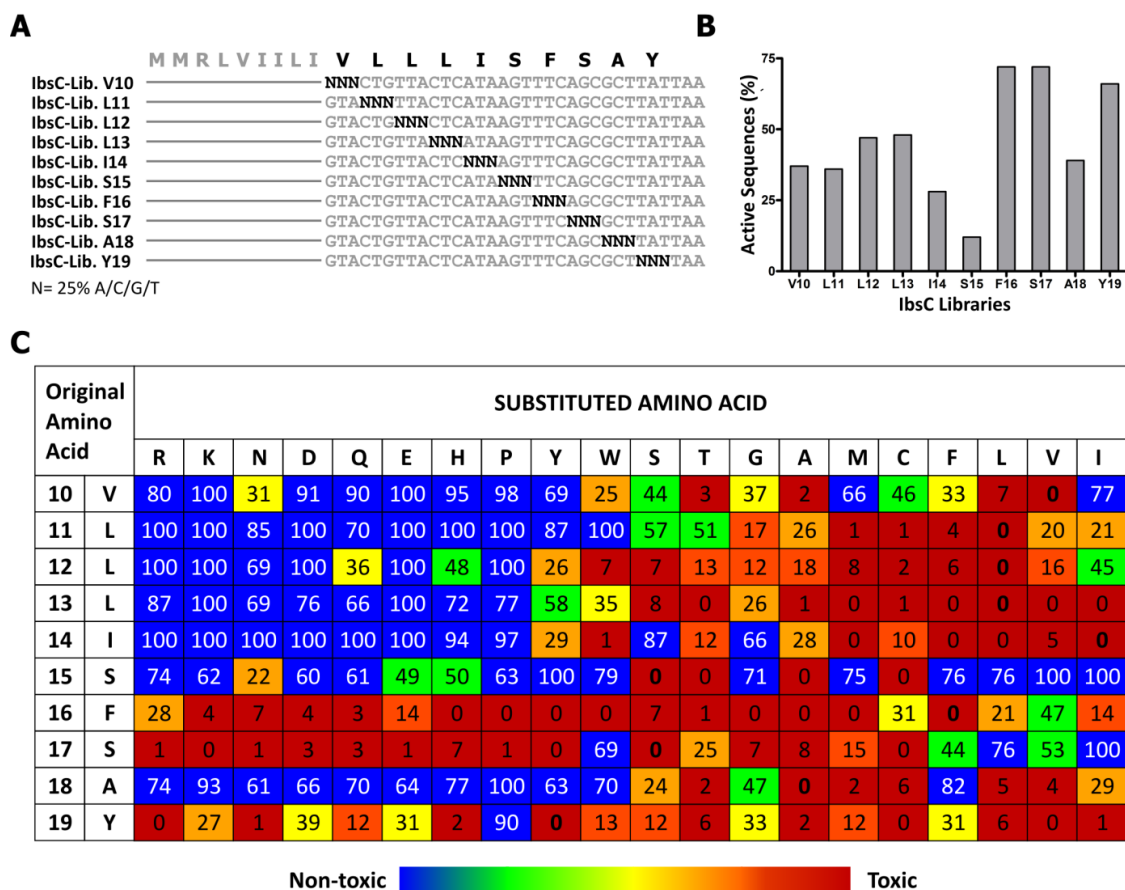 A
M M R L V I I L I V L L L I S F S A Y
IbsC-Lib. V10 NNNCTGTTACTCATAAGTTTCAGCGCTTATTAA
IbsC-Lib. L11 GTANNNTTACTCATAAGTTTCAGCGCTTATTAA
IbsC-Lib. L12 GTACTGNNNCTCATAAGTTTCAGCGCTTATTAA
IbsC-Lib. L13 GTACTGTTANNNATAAGTTTCAGCGCTTATTAA
IbsC-Lib. I14 GTACTGTTACTCNNNAGTTTCAGCGCTTATTAA
IbsC-Lib. S15 GTACTGTTACTCATANNNTTCAGCGCTTATTAA
IbsC-Lib. F16 GTACTGTTACTCATAAGTNNNAGCGCTTATTAA
IbsC-Lib. S17 GTACTGTTACTCATAAGTTTCNNNGCTTATTAA
IbsC-Lib. A18 GTACTGTTACTCATAAGTTTCAGCNNNTATTAA
IbsC-Lib. Y19 GTACTGTTACTCATAAGTTTCAGCGCTNNNTAA
N= 25% A/C/G/T
B
Active Sequences (%)
75
50
25
0
V10 L11 L12 L13 I14 S15 F16 S17 A18 Y19
IbsC Libraries
C
Original Amino Acid
SUBSTITUTED AMINO ACID
R K N D Q E H P Y W S T G A M C F L V I
10 V 80 100 31 91 90 100 95 98 69 25 44 3 37 2 66 46 33 7 0 77
11 L 100 100 85 100 70 100 100 100 87 100 57 51 17 26 1 1 4 0 20 21
12 L 100 100 69 100 36 100 48 100 26 7 7 13 12 18 8 2 6 0 16 45
13 L 87 100 69 76 66 100 72 77 58 35 8 0 26 1 0 1 0 0 0 0
14 I 100 100 100 100 100 100 94 97 29 1 87 12 66 28 0 10 0 0 5 0
15 S 74 62 22 60 61 49 50 63 100 79 0 0 71 0 75 0 76 76 100 100
16 F 28 4 7 4 3 14 0 0 0 0 7 1 0 0 0 31 0 21 47 14
17 S 1 0 1 3 3 1 7 1 0 69 0 25 7 8 15 0 44 76 53 100
18 A 74 93 61 66 70 64 77 100 63 70 24 2 47 0 2 6 82 5 4 29
19 Y 0 27 1 39 12 31 2 90 0 13 12 6 33 2 12 0 31 6 0 1
Non-toxic Toxic